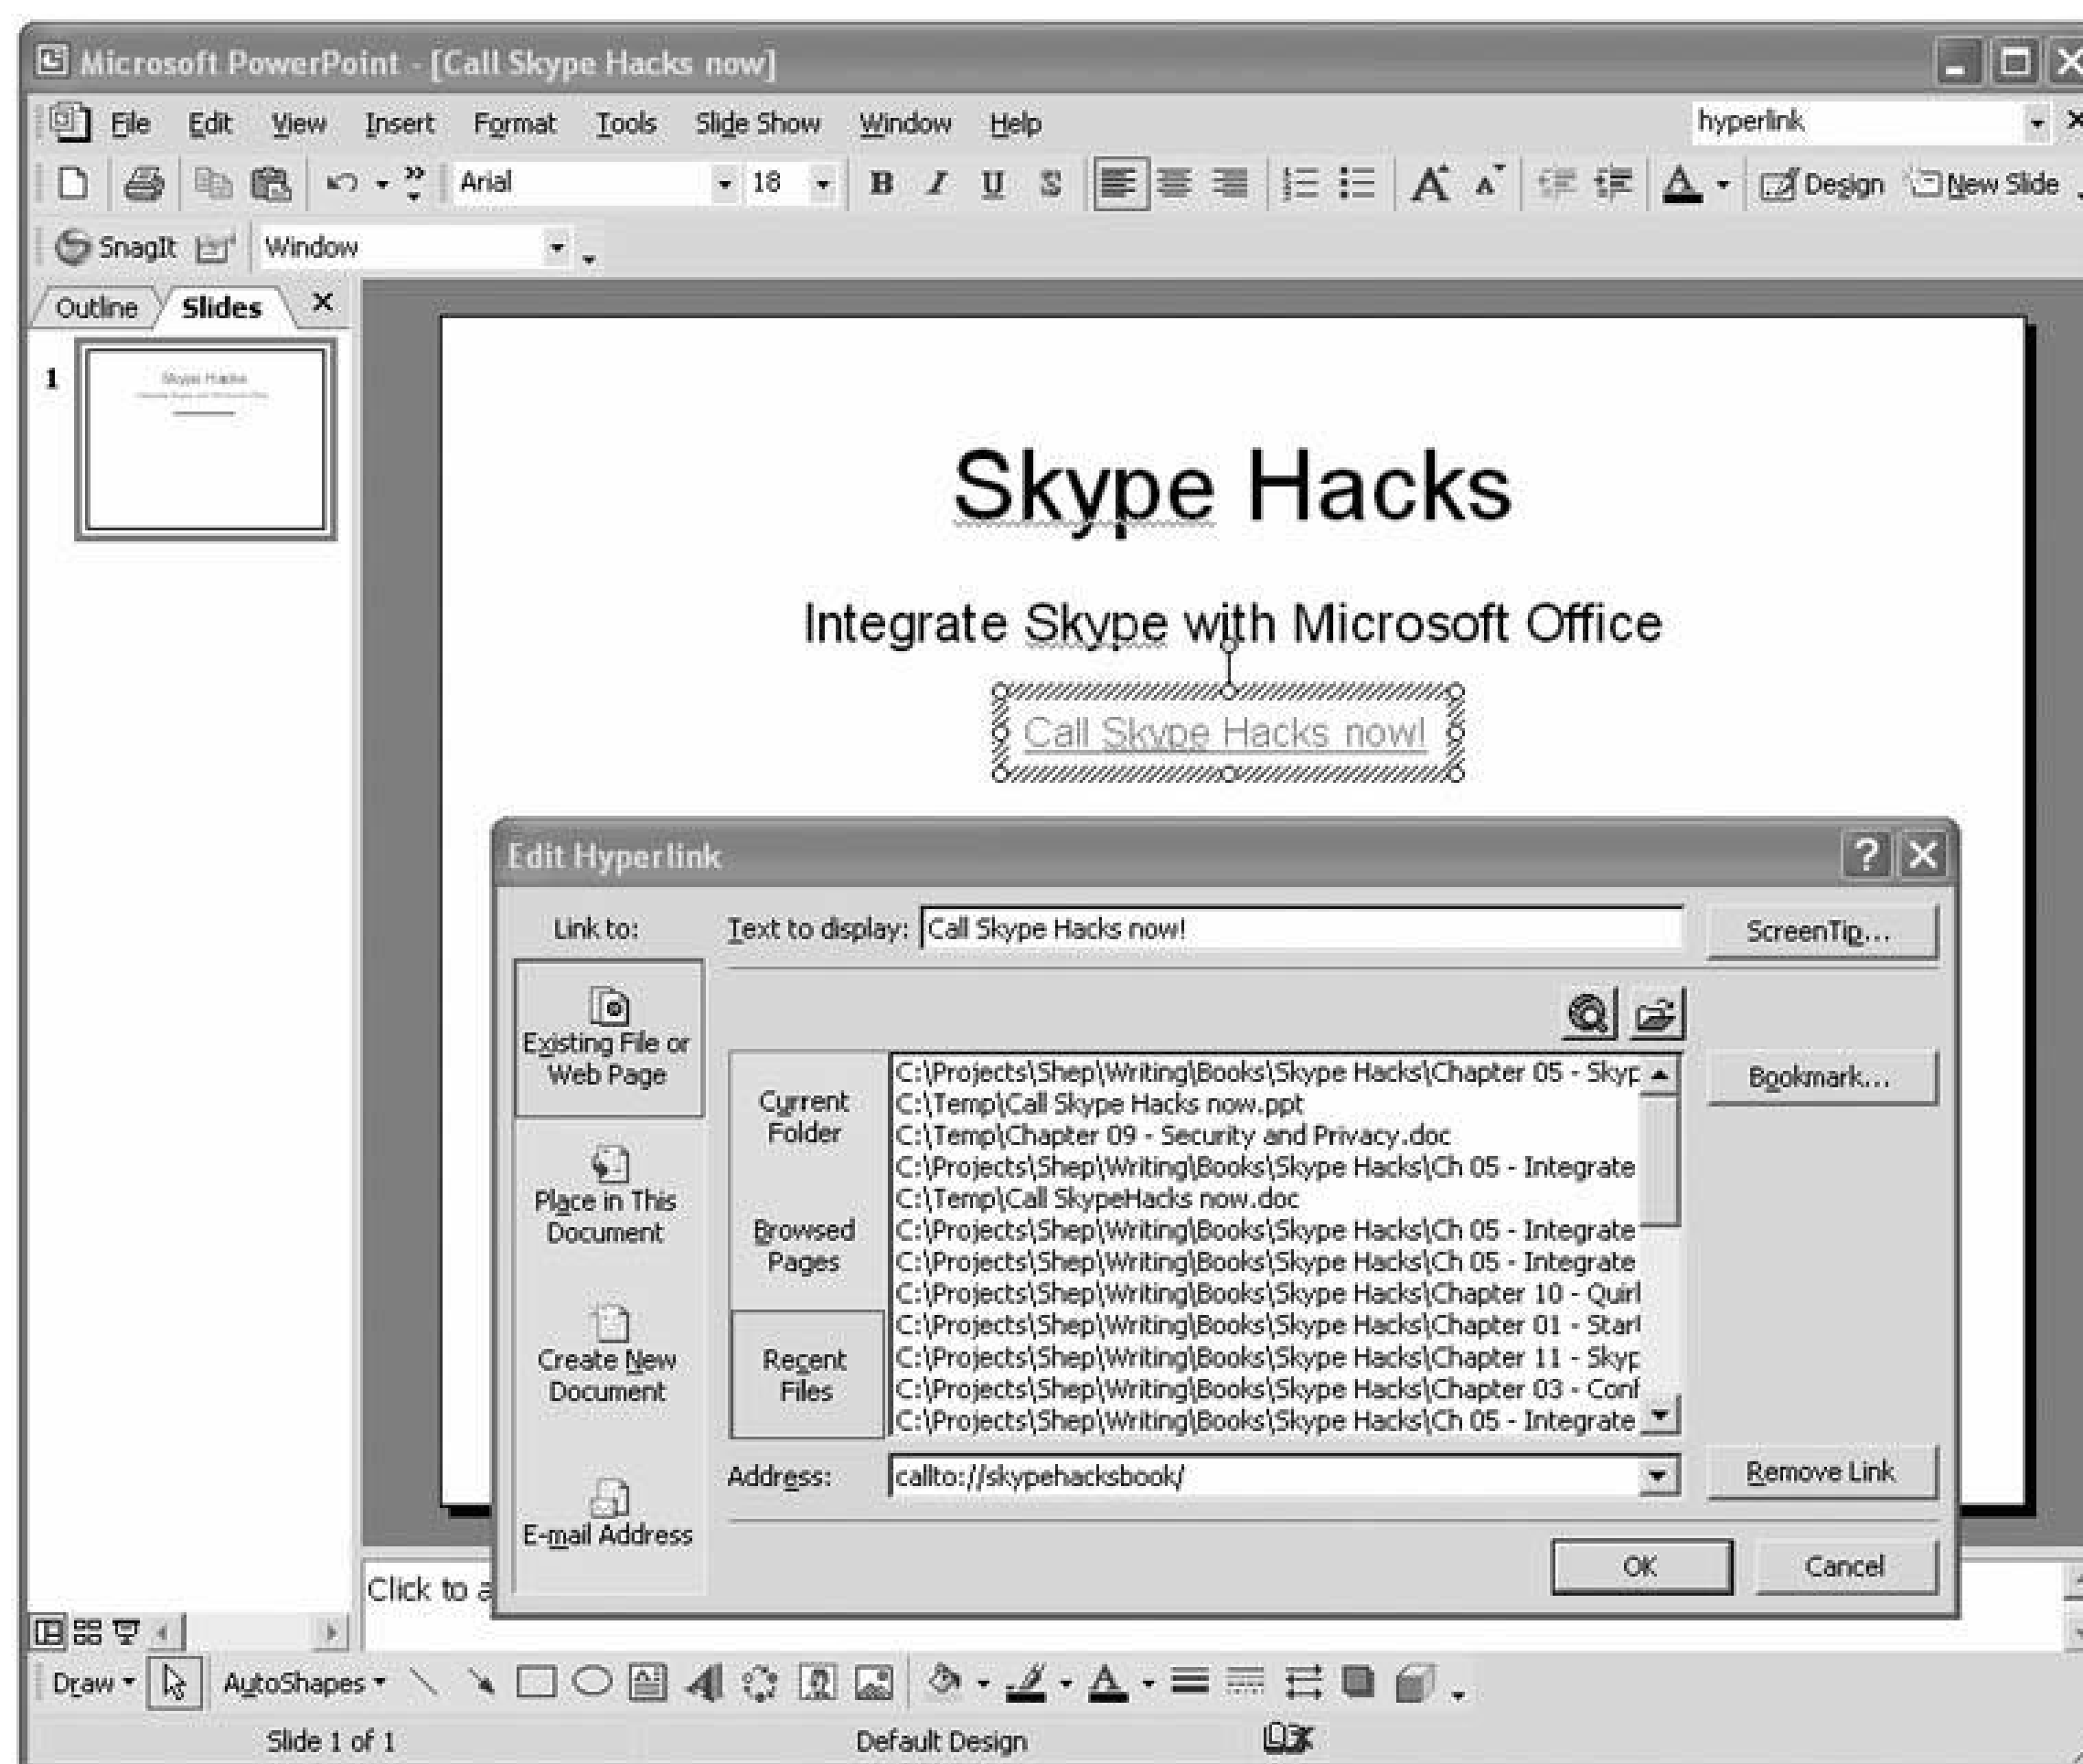 Microsoft PowerPoint - [Call Skype Hacks now]
File Edit View Insert Format Tools Slide Show Window Help hyperlink
Arial 18 B I U S A A A Design New Slide
SnagIt Window
Outline Slides
1
Skype Hacks
Skype Hacks
Integrate Skype with Microsoft Office
Call Skype Hacks now!
Edit Hyperlink
Link to:
Text to display: Call Skype Hacks now!
ScreenTip...
Existing File or
Web Page
Place in This
Document
Create New
Document
E-mail Address
Current
Folder
Browsed
Pages
Recent
Files
C:\Projects\Shep\Writing\Books\Skype Hacks\Chapter 05 - Skyp
C:\Temp\Call Skype Hacks now.ppt
C:\Temp\Chapter 09 - Security and Privacy.doc
C:\Projects\Shep\Writing\Books\Skype Hacks\Ch 05 - Integrate
C:\Temp\Call SkypeHacks now.doc
C:\Projects\Shep\Writing\Books\Skype Hacks\Ch 05 - Integrate
C:\Projects\Shep\Writing\Books\Skype Hacks\Ch 05 - Integrate
C:\Projects\Shep\Writing\Books\Skype Hacks\Chapter 10 - Quirl
C:\Projects\Shep\Writing\Books\Skype Hacks\Chapter 01 - Start
C:\Projects\Shep\Writing\Books\Skype Hacks\Chapter 11 - Skyp
C:\Projects\Shep\Writing\Books\Skype Hacks\Chapter 03 - Conf
C:\Projects\Shep\Writing\Books\Skype Hacks\Ch 05 - Integrate
Bookmark...
Address: callto://skypehacksbook/
Remove Link
OK Cancel
Click to a
Draw AutoShapes
Slide 1 of 1 Default Design